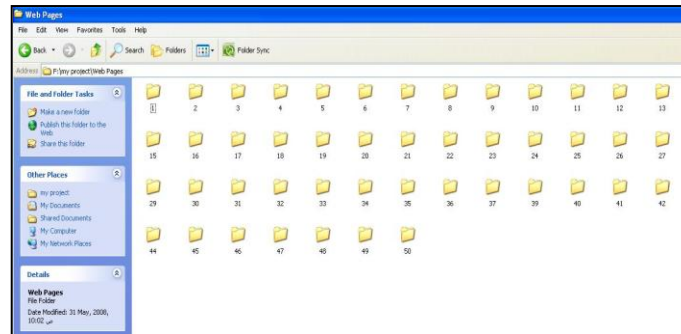 Web Pages
File Edit View Favorites Tools Help
Back Search Folders Folder Sync
Address F:\my project\Web Pages
File and Folder Tasks
Make a new folder
Publish this folder to the
Web
Share this folder
Other Places
my project
My Documents
Shared Documents
My Computer
My Network Places
Details
Web Pages
File Folder
Date Modified: 31 May, 2008,
10:02 ص
1 2 3 4 5 6 7 8 9 10 11 12 13
15 16 17 18 19 20 21 22 23 24 25 26 27
29 30 31 32 33 34 35 36 37 39 40 41 42
44 45 46 47 48 49 50